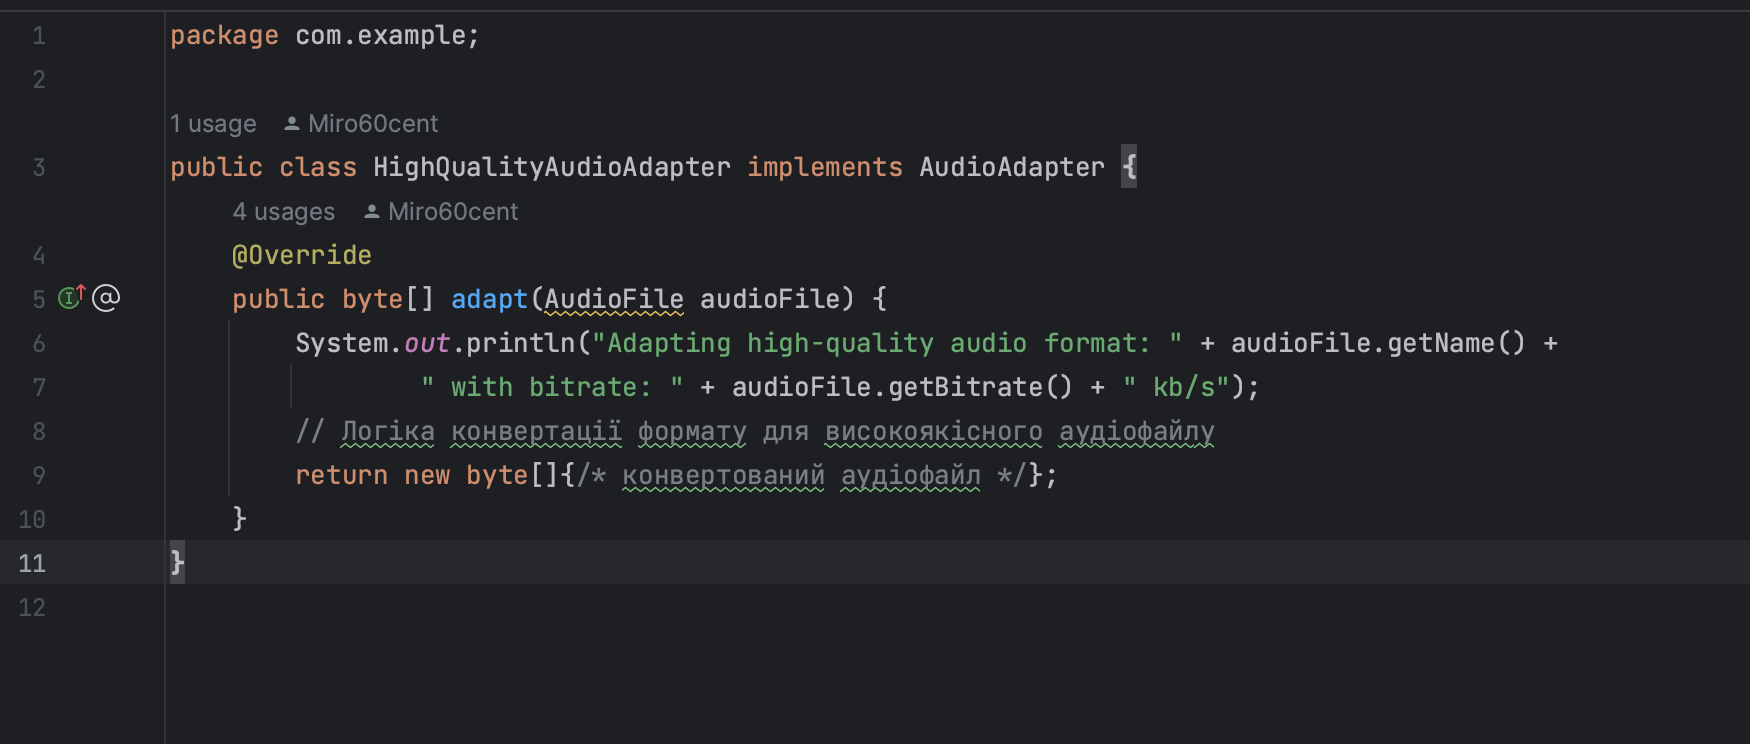 1 package com.example;
2
1 usage Miro60cent
3 public class HighQualityAudioAdapter implements AudioAdapter {
4 usages Miro60cent
4 @Override
5 public byte[] adapt(AudioFile audioFile) {
6 System.out.println("Adapting high-quality audio format: " + audioFile.getName() +
7 " with bitrate: " + audioFile.getBitrate() + " kb/s");
8 // Логіка конвертації формату для високоякісного аудіофайлу
9 return new byte[]{/* конвертований аудіофайл */};
10 }
11 }
12